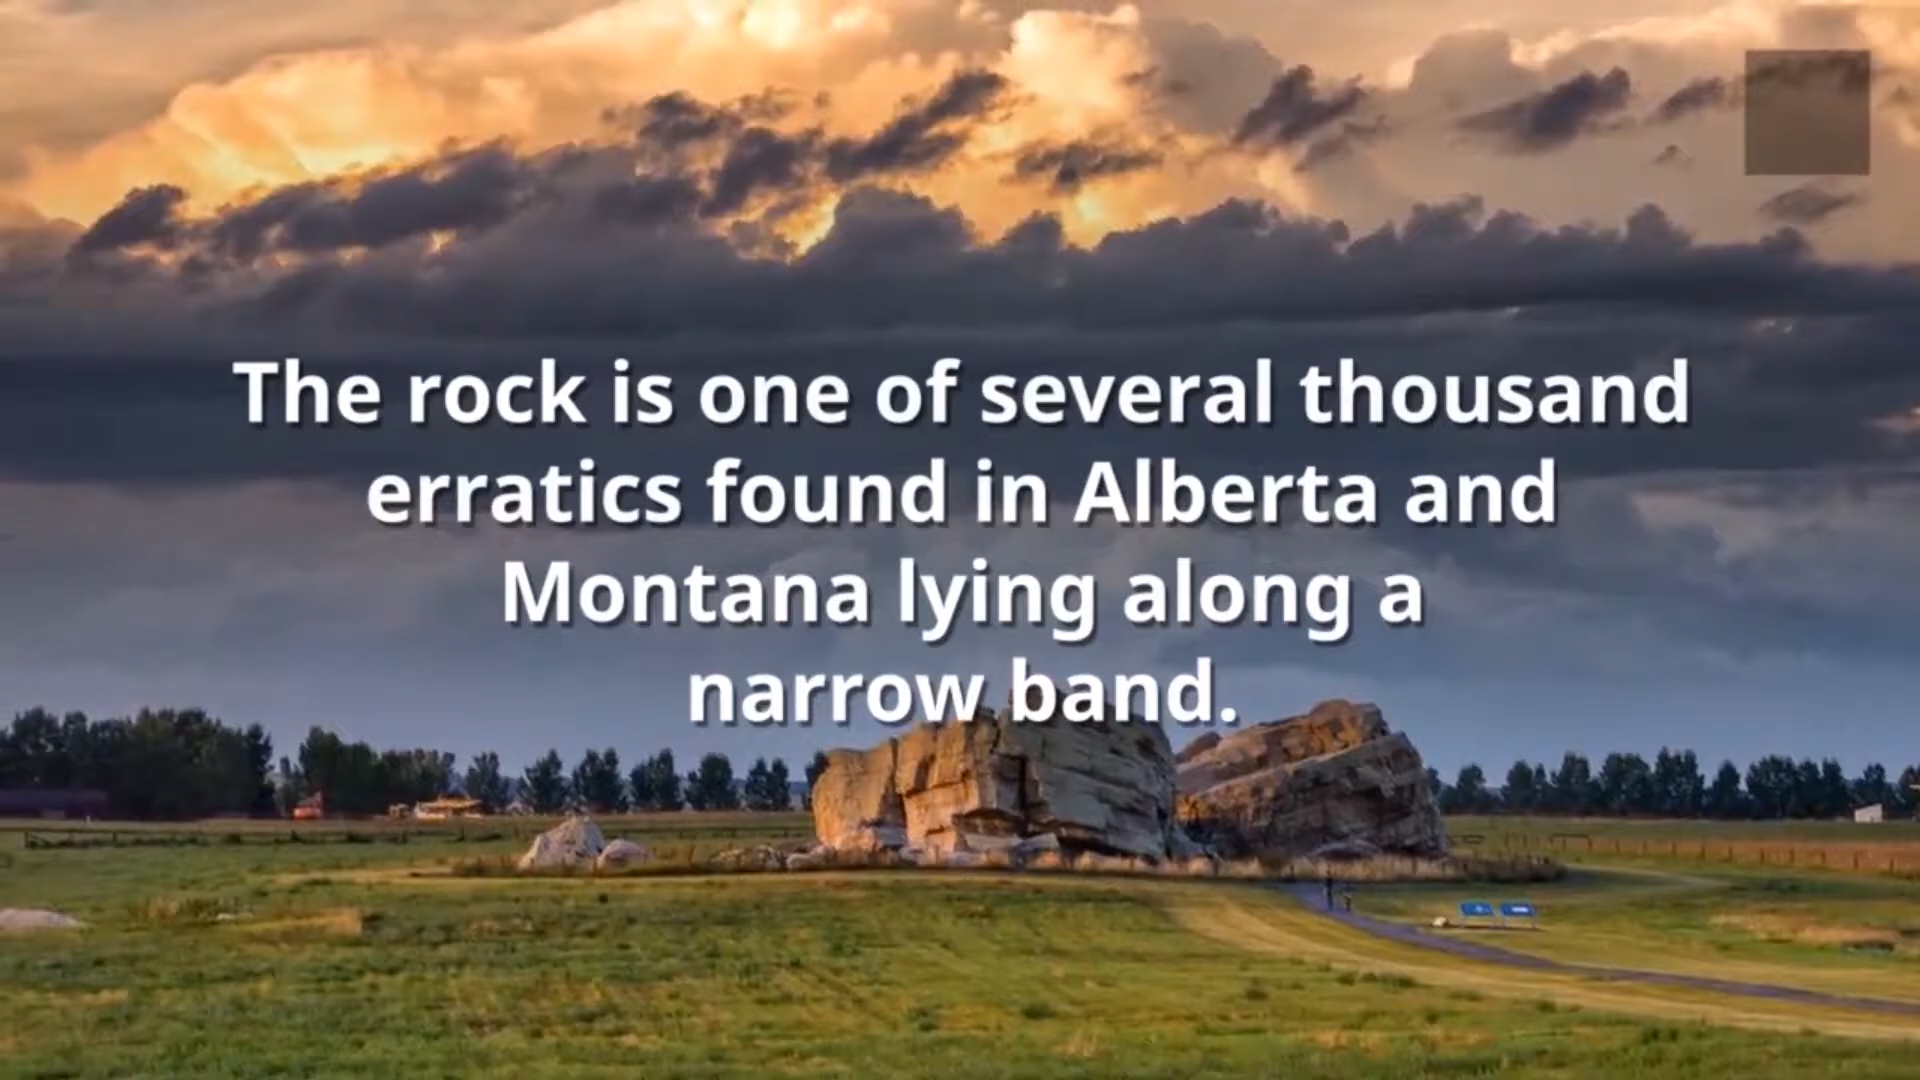 The rock is one of several thousand
erratics found in Alberta and
Montana lying along a
narrow band.